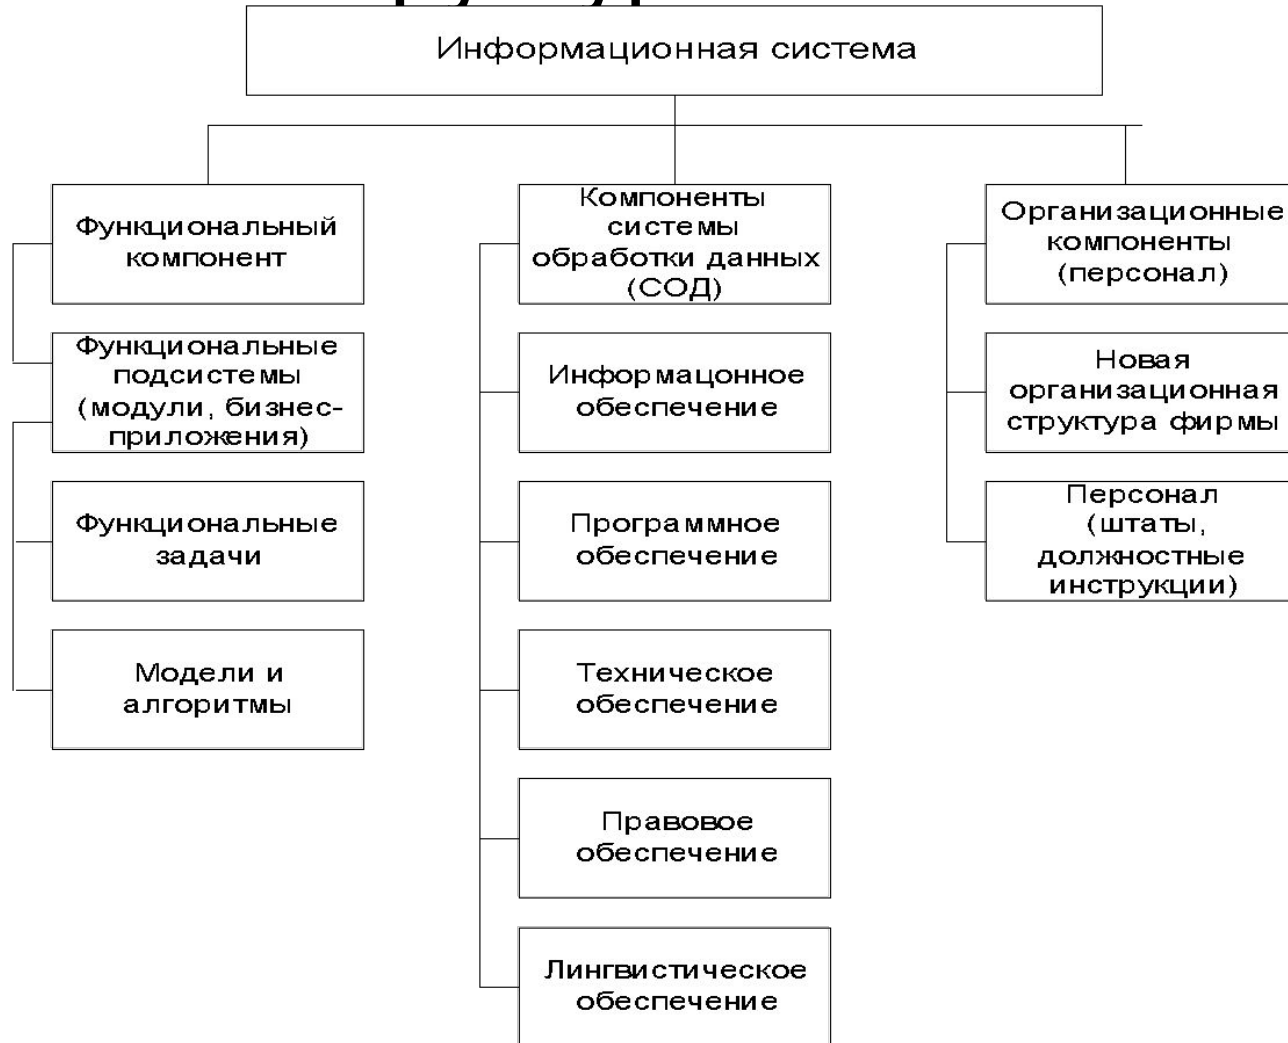 Информационная система
Функциональный
компонент
Функциональные
подсистемы
(модули, бизнес-
приложения)
Функциональные
задачи
Модели и
алгоритмы
Компоненты
системы
обработки данных
(СОД)
Информацонное
обеспечение
Программное
обеспечение
Техническое
обеспечение
Правовое
обеспечение
Лингвистическое
обеспечение
Организационные
компоненты
(персонал)
Новая
организационная
структура фирмы
Персонал
(штаты,
должностные
инструкции)